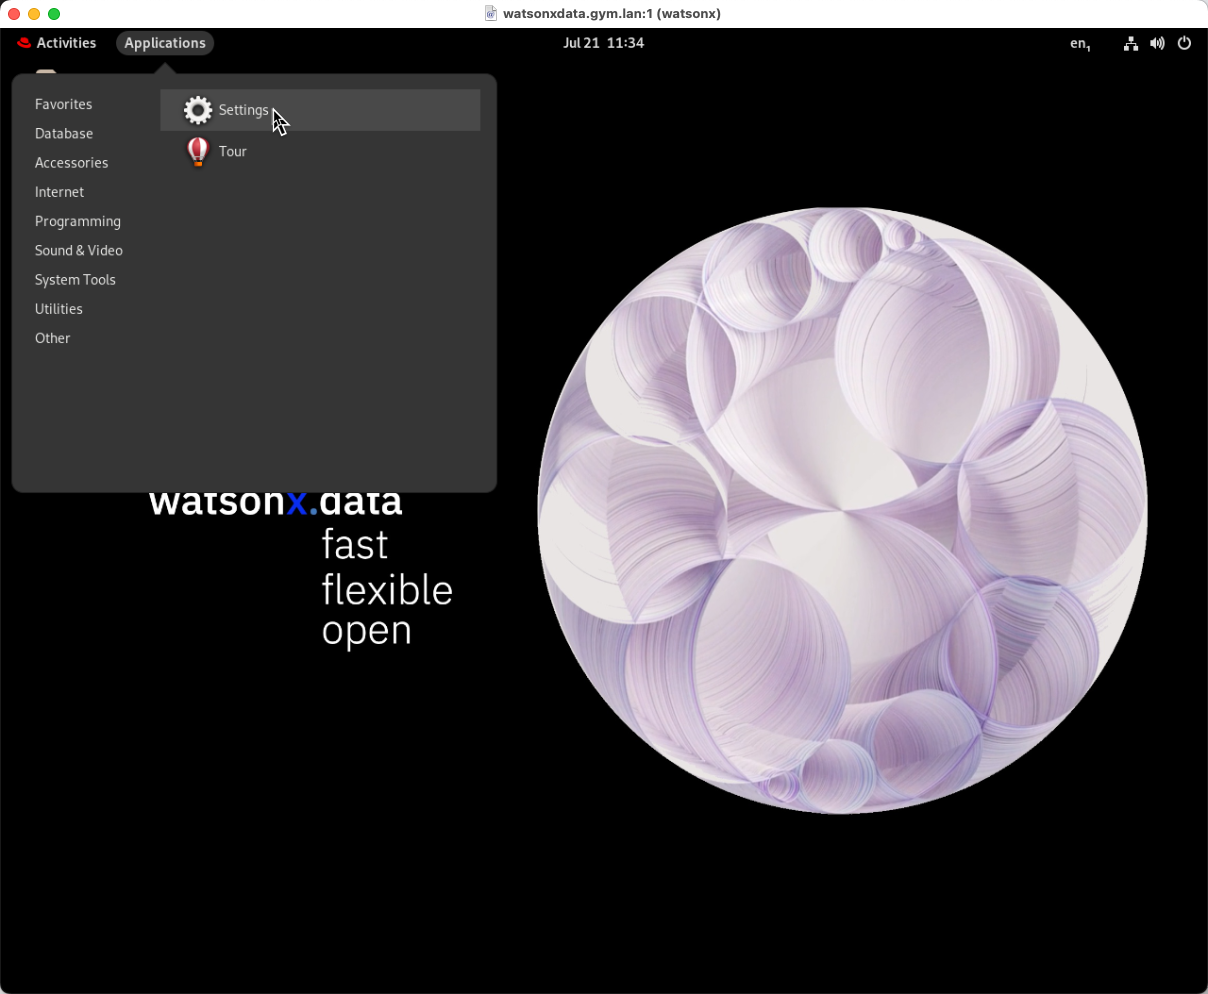 watsonxdata.gym.lan:1 (watsonx)
Activities Applications Jul 21 11:34 en1
Favorites
Database
Accessories
Internet
Programming
Sound & Video
System Tools
Utilities
Other
Settings
Tour
watsonx.data
fast
flexible
open